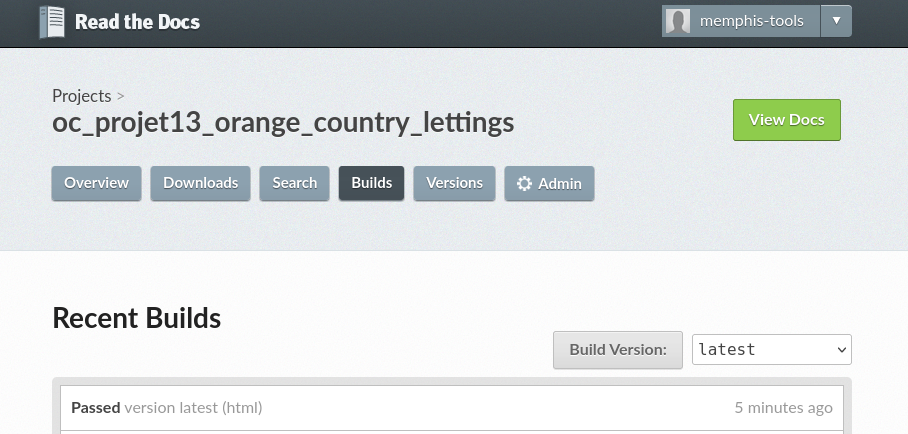 Read the Docs
memphis-tools
▼
Projects >
oc_projet13_orange_country_lettings
View Docs
Overview
Downloads
Search
Builds
Versions
Admin
Recent Builds
Build Version:
latest
Passed version latest (html)
5 minutes ago